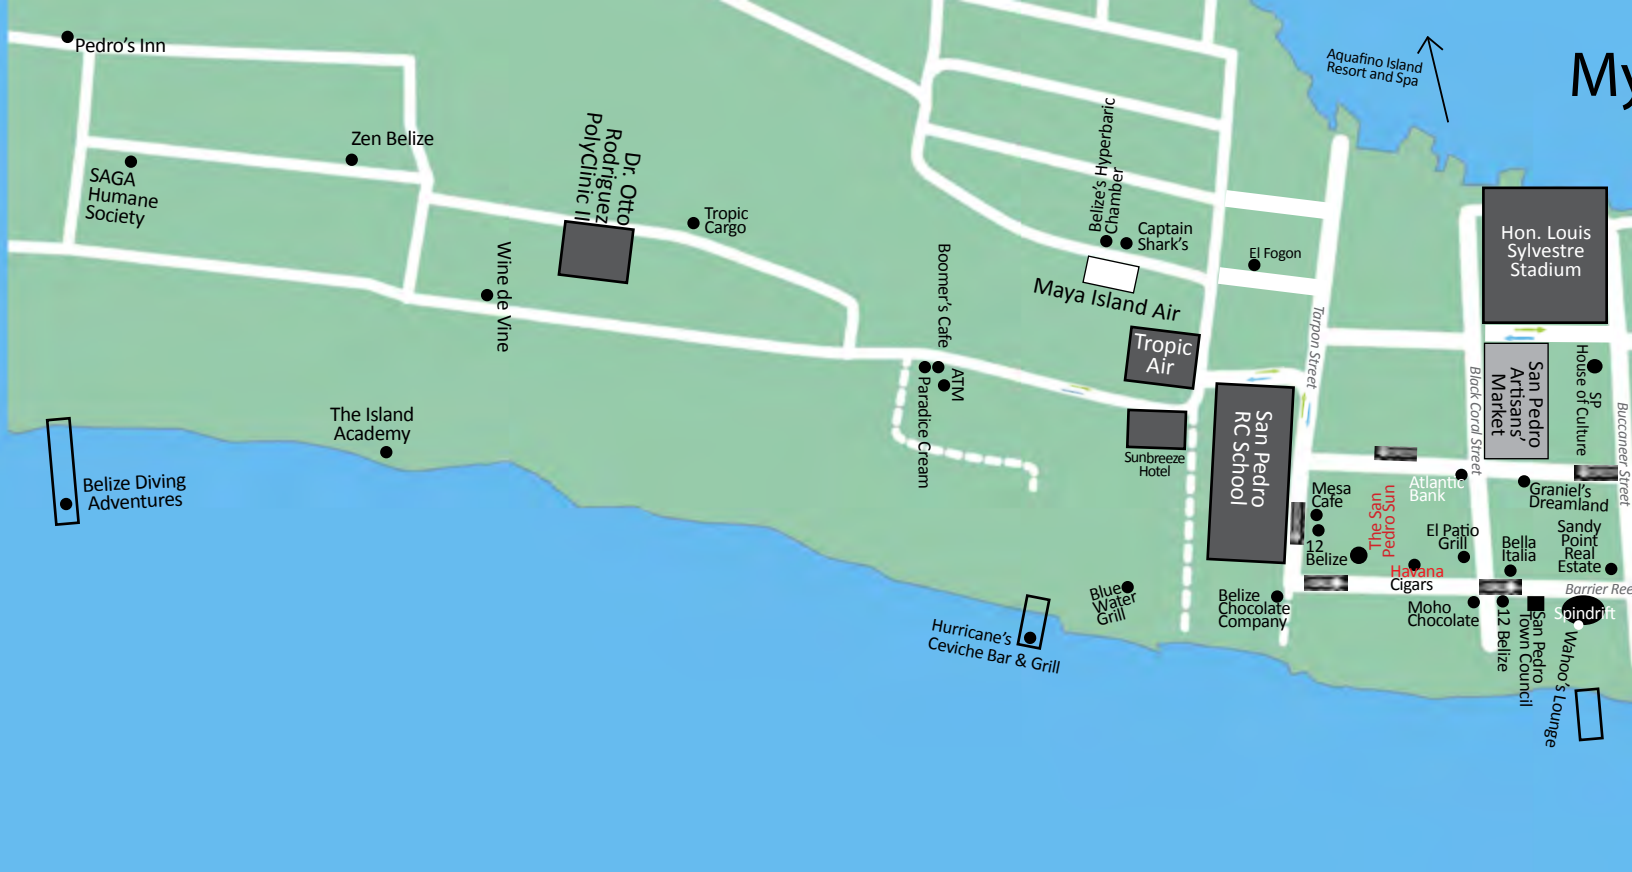 Pedro's Inn
Zen Belize
SAGA
Humane
Society
Dr. Otto
Rodriguez
PolyClinic II
Tropic
Cargo
Wine de Vine
Boomer's Cafe
ATM
Paradice Cream
Belize's Hyperbaric
Chamber
Captain
Shark's
Maya Island Air
El Fogon
Tropic
Air
Sunbreeze
Hotel
San Pedro
RC School
Tarpon Street
Aquafino Island
Resort and Spa
My
Hon. Louis
Sylvestre
Stadium
San Pedro
Artisans'
Market
SP
House of Culture
Black Coral Street
Buccaneer Street
The Island
Academy
Belize Diving
Adventures
Hurricane's
Ceviche Bar & Grill
Blue
Water
Grill
Belize
Chocolate
Company
Mesa
Cafe
12
Belize
The San
Pedro Sun
Havana
Cigars
Atlantic
Bank
El Patio
Grill
Graniel's
Dreamland
Bella
Italia
Sandy
Point
Real
Estate
Barrier Ree
Moho
Chocolate
12 Belize
San Pedro
Town Council
Spindrift
Wahoo's Lounge